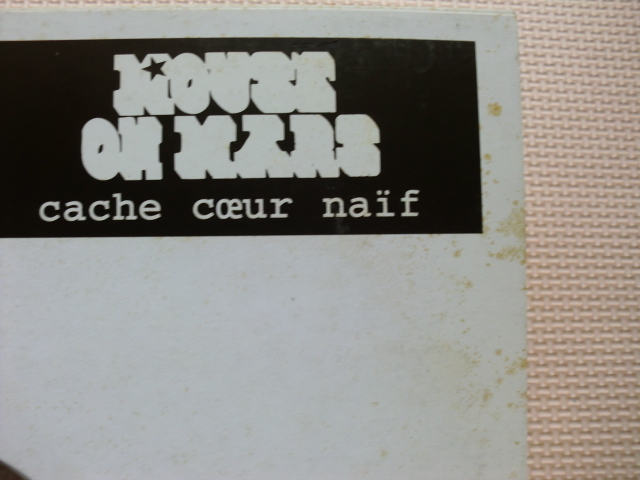 MOUSE
ON MARS
cache cœur naïf